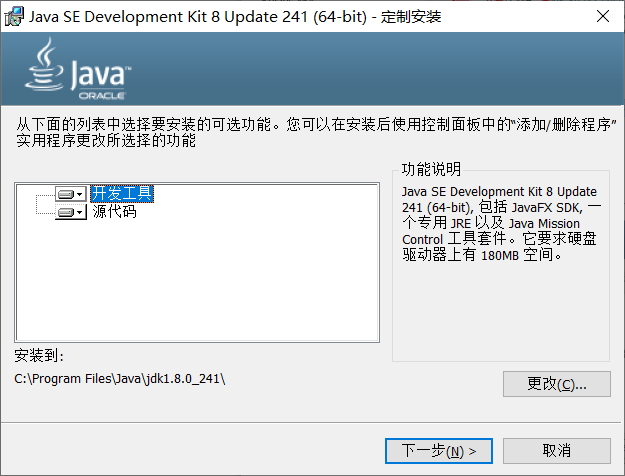 Java SE Development Kit 8 Update 241 (64-bit) - 定制安装
Java™
ORACLE
从下面的列表中选择要安装的可选功能。您可以在安装后使用控制面板中的“添加/删除程序”
实用程序更改所选择的功能
开发工具
源代码
功能说明
Java SE Development Kit 8 Update
241 (64-bit), 包括 JavaFX SDK, 一
个专用 JRE 以及 Java Mission
Control 工具套件。它要求硬盘
驱动器上有 180MB 空间。
安装到:
C:\Program Files\Java\jdk1.8.0_241\
更改(C)...
下一步(N) >
取消